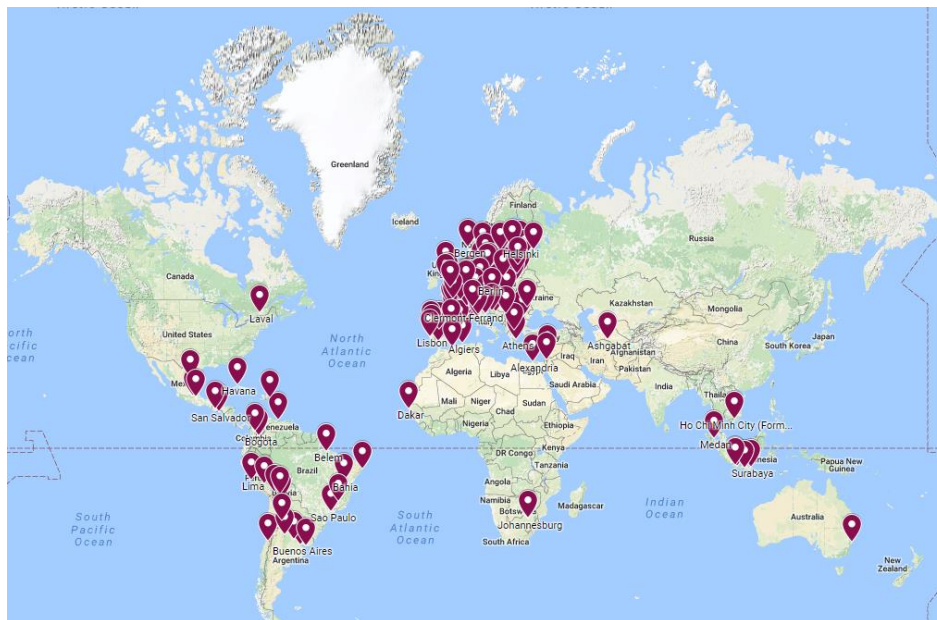 Greenland
Finland
Iceland
Russia
Bergen
Helsinki
Canada
Berlin
Ukraine
Laval
Clermont-Ferrand
Kazakhstan
Mongolia
North
Atlantic
Ocean
United States
Lisbon
Algiers
Athens
Ashgabat
China
South Korea
Japan
Alexandria
Iraq
Iran
Afghanistan
Pakistan
Algeria
Libya
Saudi Arabia
India
Havana
Mali
Niger
Sudan
Chad
Dakar
Thailand
San Salvador
Venezuela
Nigeria
Ethiopia
Ho Chi Minh City (Form...
Bogota
Medan
Kenya
DR Congo
Belem
Tanzania
Surabaya
Papua New
Guinea
Brazil
Lima
Bahia
Angola
Namibia
Madagascar
Indian
Ocean
Sao Paulo
South
Pacific
Ocean
South
Atlantic
Ocean
Johannesburg
Australia
South Africa
Buenos Aires
Argentina
New
Zealand